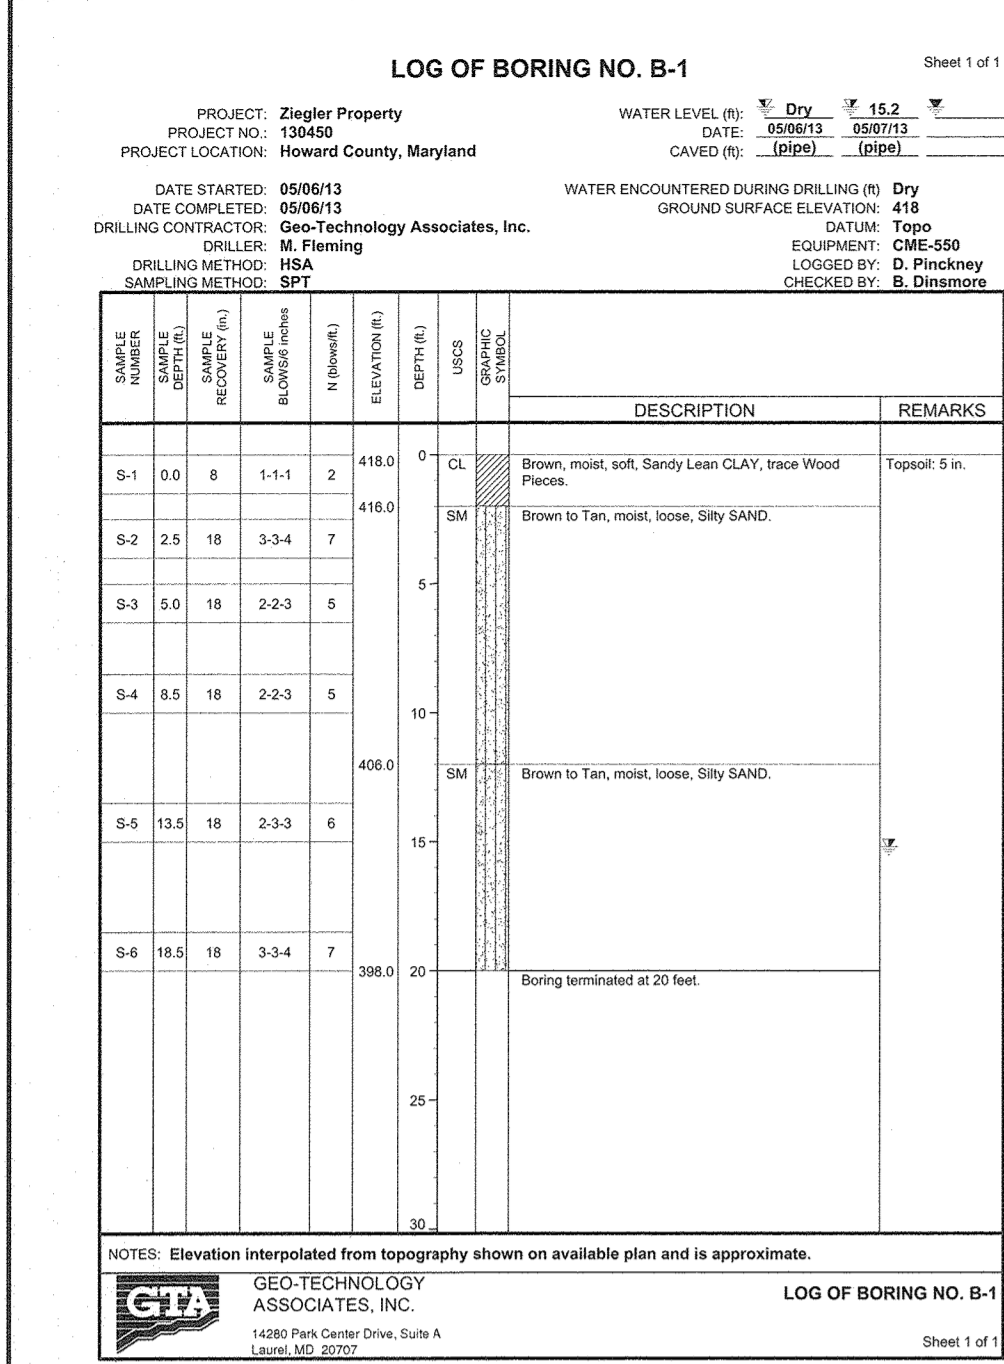 LOG OF BORING NO. B-1
Sheet 1 of 1
PROJECT: Ziegler Property
PROJECT NO.: 130450
PROJECT LOCATION: Howard County, Maryland
WATER LEVEL (ft): Dry 15.2
DATE: 05/06/13 05/07/13
CAVED (ft): (pipe) (pipe)
DATE STARTED: 05/06/13
DATE COMPLETED: 05/06/13
DRILLING CONTRACTOR: Geo-Technology Associates, Inc.
DRILLER: M. Fleming
DRILLING METHOD: HSA
SAMPLING METHOD: SPT
WATER ENCOUNTERED DURING DRILLING (ft) Dry
GROUND SURFACE ELEVATION: 418
DATUM: Topo
EQUIPMENT: CME-550
LOGGED BY: D. Pinckney
CHECKED BY: B. Dinsmore
SAMPLE NUMBER
SAMPLE DEPTH (ft.)
SAMPLE RECOVERY (in.)
SAMPLE BLOWS/6 inches
N (blows/ft.)
ELEVATION (ft.)
DEPTH (ft.)
USCS
GRAPHIC SYMBOL
DESCRIPTION
REMARKS
418.0 0 CL Brown, moist, soft, Sandy Lean CLAY, trace Wood Topsoil: 5 in.
Pieces.
S-1 0.0 8 1-1-1 2
416.0
SM Brown to Tan, moist, loose, Silty SAND.
S-2 2.5 18 3-3-4 7
5
S-3 5.0 18 2-2-3 5
S-4 8.5 18 2-2-3 5
10
406.0
SM Brown to Tan, moist, loose, Silty SAND.
S-5 13.5 18 2-3-3 6
15
S-6 18.5 18 3-3-4 7
398.0 20
Boring terminated at 20 feet.
25
30
NOTES: Elevation interpolated from topography shown on available plan and is approximate.
GTA
GEO-TECHNOLOGY
ASSOCIATES, INC.
14280 Park Center Drive, Suite A
Laurel, MD 20707
LOG OF BORING NO. B-1
Sheet 1 of 1